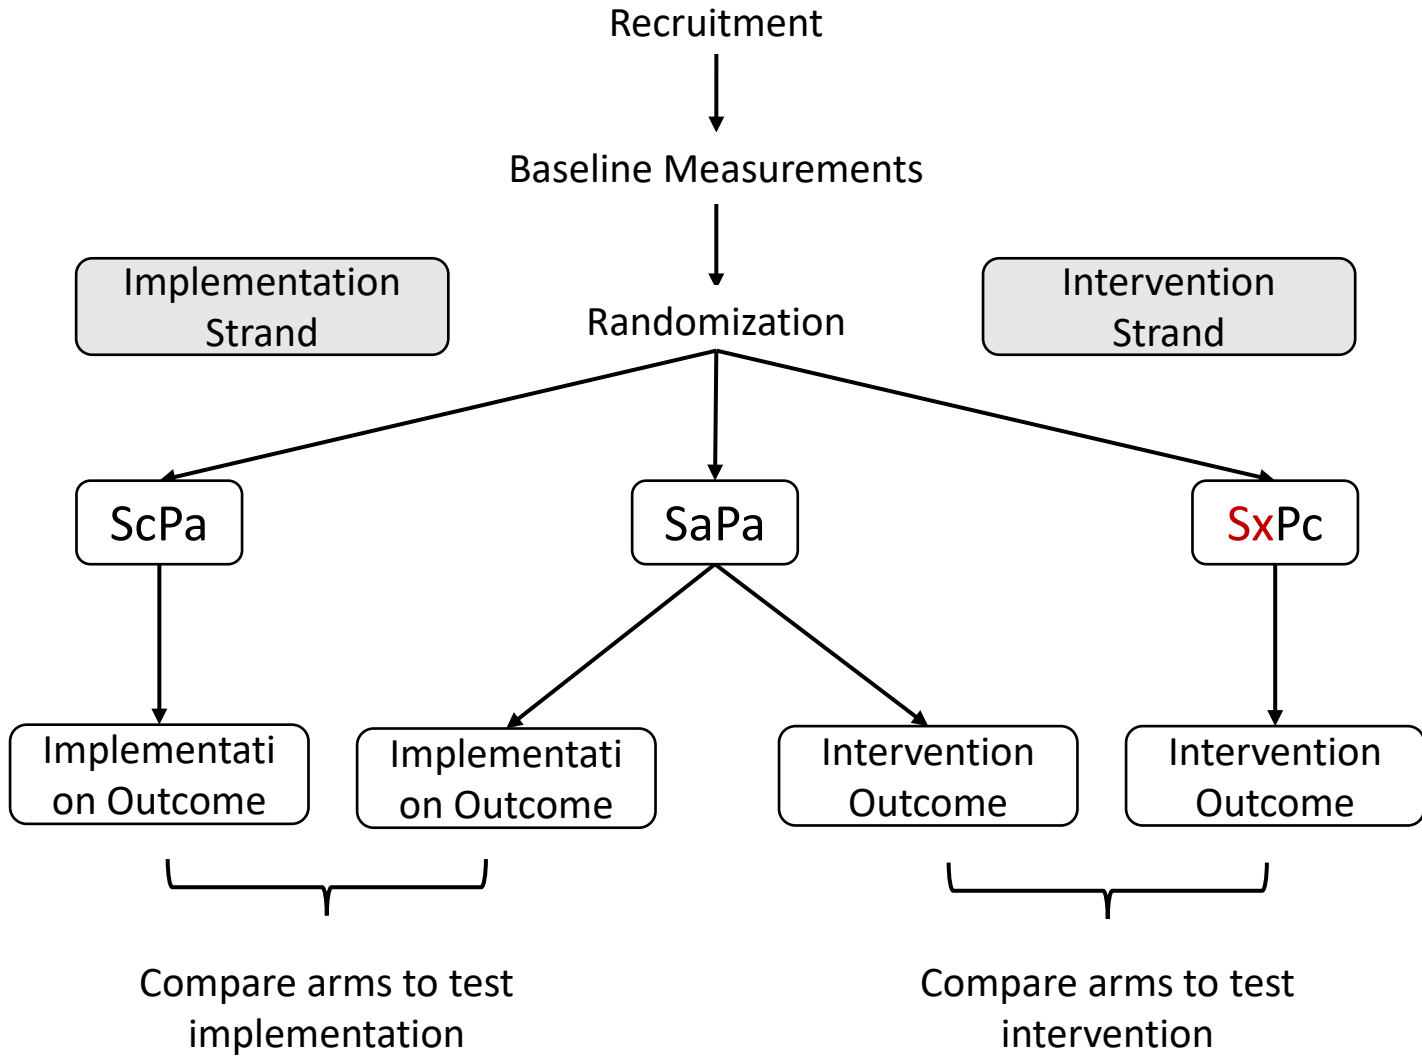 Recruitment
Baseline Measurements
Implementation
Strand
Randomization
Intervention
Strand
ScPa
SaPa
SxPc
Implementati
on Outcome
Implementati
on Outcome
Intervention
Outcome
Intervention
Outcome
Compare arms to test
implementation
Compare arms to test
intervention